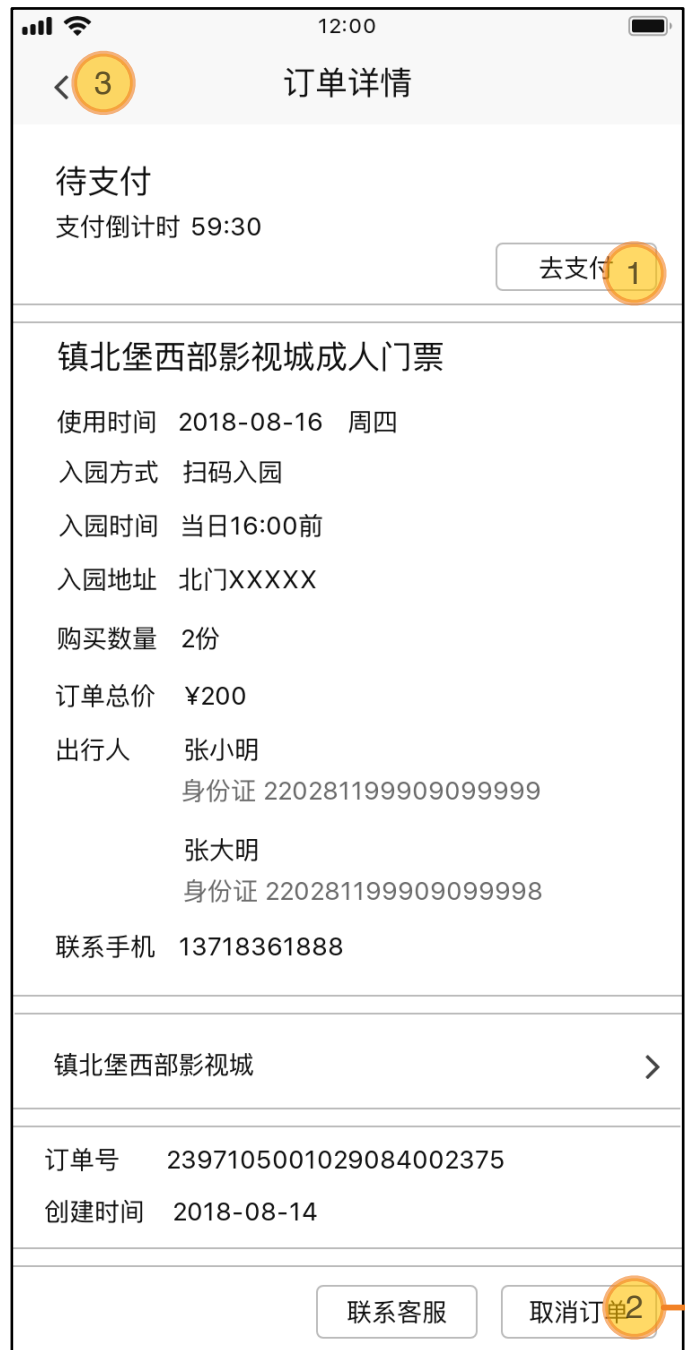 12:00
3 订单详情
待支付
支付倒计时 59:30
去支付 1
镇北堡西部影视城成人门票
使用时间 2018-08-16 周四
入园方式 扫码入园
入园时间 当日16:00前
入园地址 北门XXXXX
购买数量 2份
订单总价 ¥200
出行人 张小明
身份证 220281199909099999
张大明
身份证 220281199909099998
联系手机 13718361888
镇北堡西部影视城
订单号 2397105001029084002375
创建时间 2018-08-14
联系客服 取消订单 2